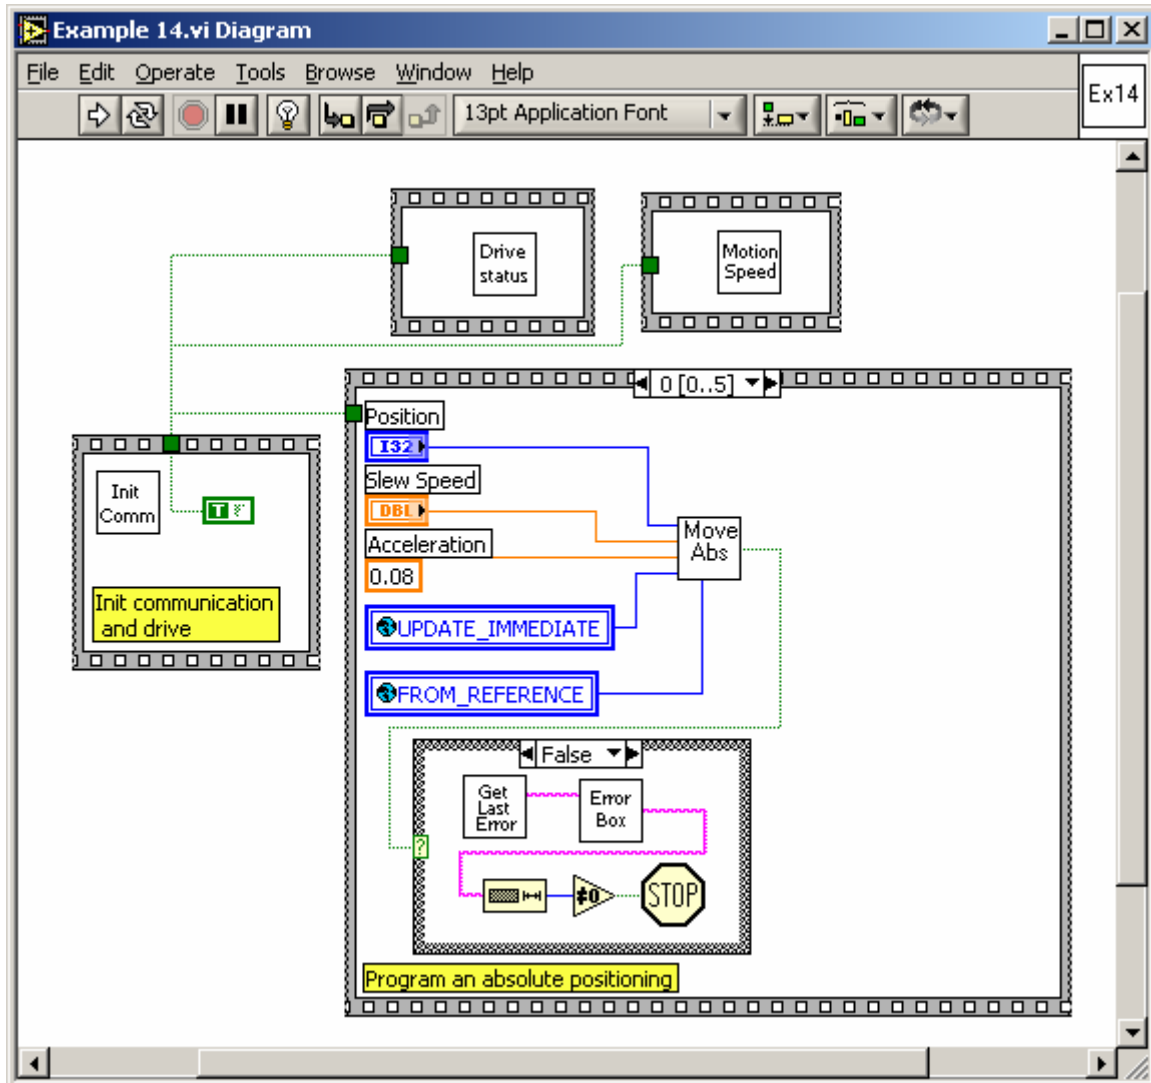 Example 14.vi Diagram
File Edit Operate Tools Browse Window Help
Ex14
13pt Application Font
Drive
status
Motion
Speed
0 [0..5]
Position
I32
Slew Speed
DBL
Acceleration
0.08
Move
Abs
Init
Comm
T
Init communication
and drive
UPDATE_IMMEDIATE
FROM_REFERENCE
False
Get
Last
Error
Error
Box
?
≠0
STOP
Program an absolute positioning